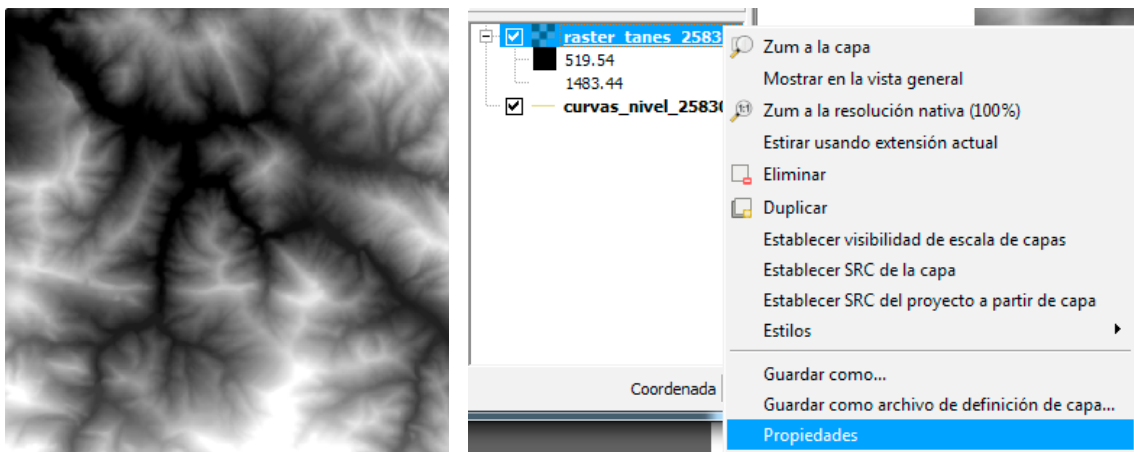 raster_tanes_2583
519.54
1483.44
curvas_nivel_25830
Coordenada
Zum a la capa
Mostrar en la vista general
Zum a la resolución nativa (100%)
Estirar usando extensión actual
Eliminar
Duplicar
Establecer visibilidad de escala de capas
Establecer SRC de la capa
Establecer SRC del proyecto a partir de capa
Estilos
Guardar como...
Guardar como archivo de definición de capa...
Propiedades